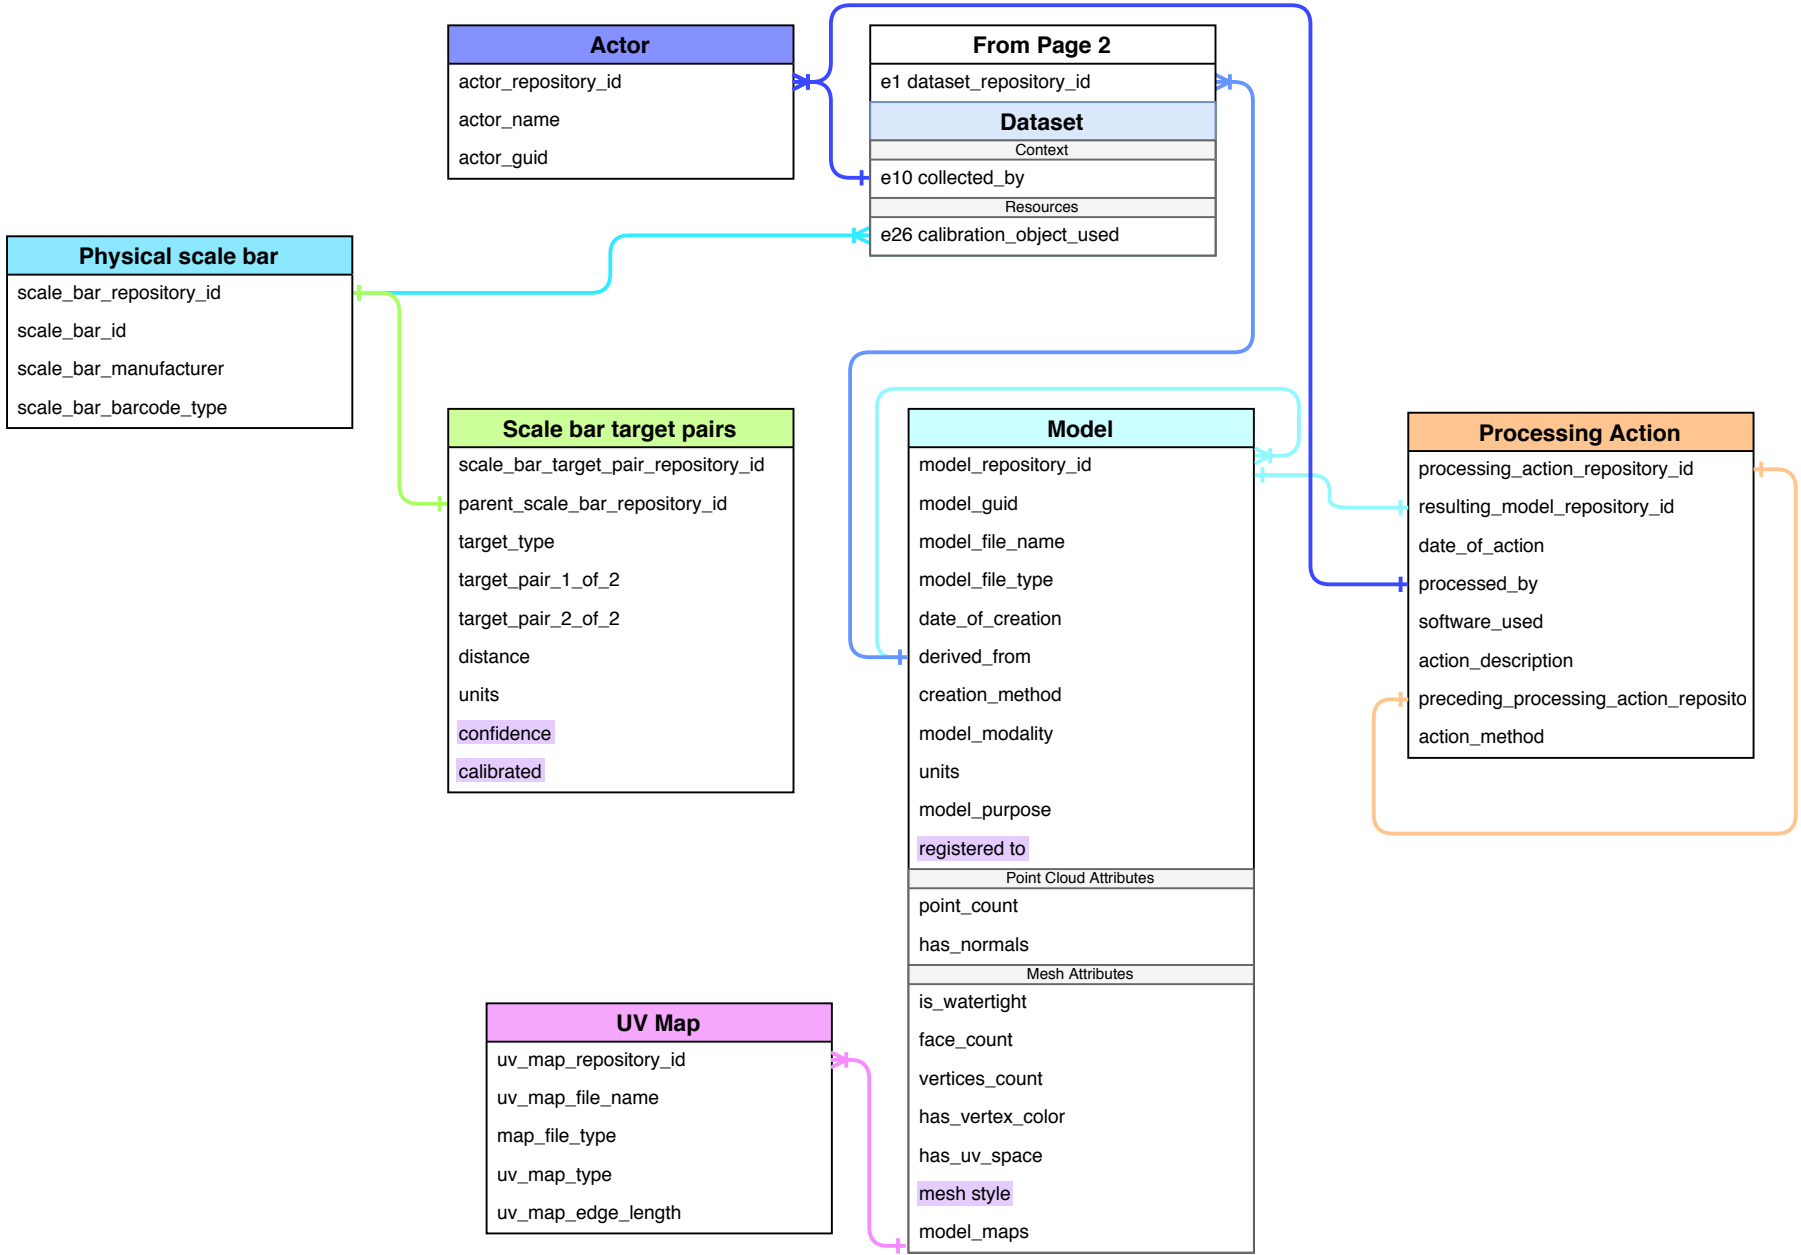 Actor
actor_repository_id
actor_name
actor_guid
From Page 2
e1 dataset_repository_id
Dataset
Context
e10 collected_by
Resources
e26 calibration_object_used
Physical scale bar
scale_bar_repository_id
scale_bar_id
scale_bar_manufacturer
scale_bar_barcode_type
Scale bar target pairs
scale_bar_target_pair_repository_id
parent_scale_bar_repository_id
target_type
target_pair_1_of_2
target_pair_2_of_2
distance
units
confidence
calibrated
Model
model_repository_id
model_guid
model_file_name
model_file_type
date_of_creation
derived_from
creation_method
model_modality
units
model_purpose
registered to
Point Cloud Attributes
point_count
has_normals
Mesh Attributes
is_watertight
face_count
vertices_count
has_vertex_color
has_uv_space
mesh style
model_maps
Processing Action
processing_action_repository_id
resulting_model_repository_id
date_of_action
processed_by
software_used
action_description
preceding_processing_action_reposito
action_method
UV Map
uv_map_repository_id
uv_map_file_name
map_file_type
uv_map_type
uv_map_edge_length